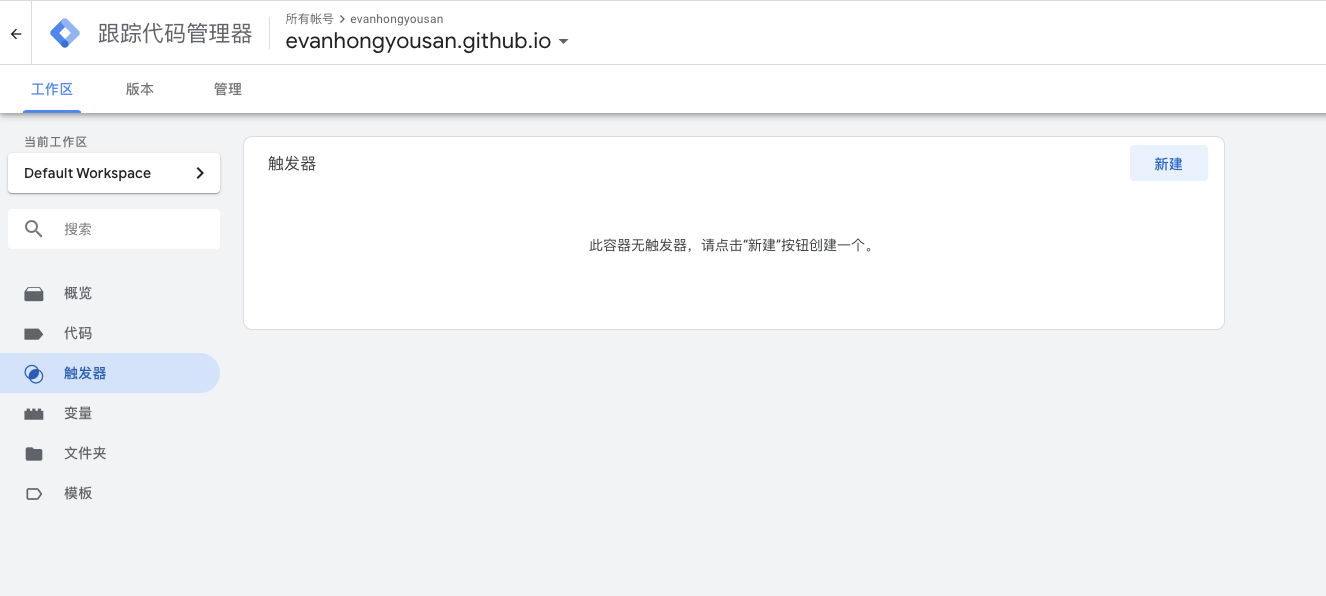 跟踪代码管理器
所有帐号 > evanhongyousan
evanhongyousan.github.io
工作区 版本 管理
当前工作区
Default Workspace
搜索
概览
代码
触发器
变量
文件夹
模板
触发器
新建
此容器无触发器，请点击“新建”按钮创建一个。